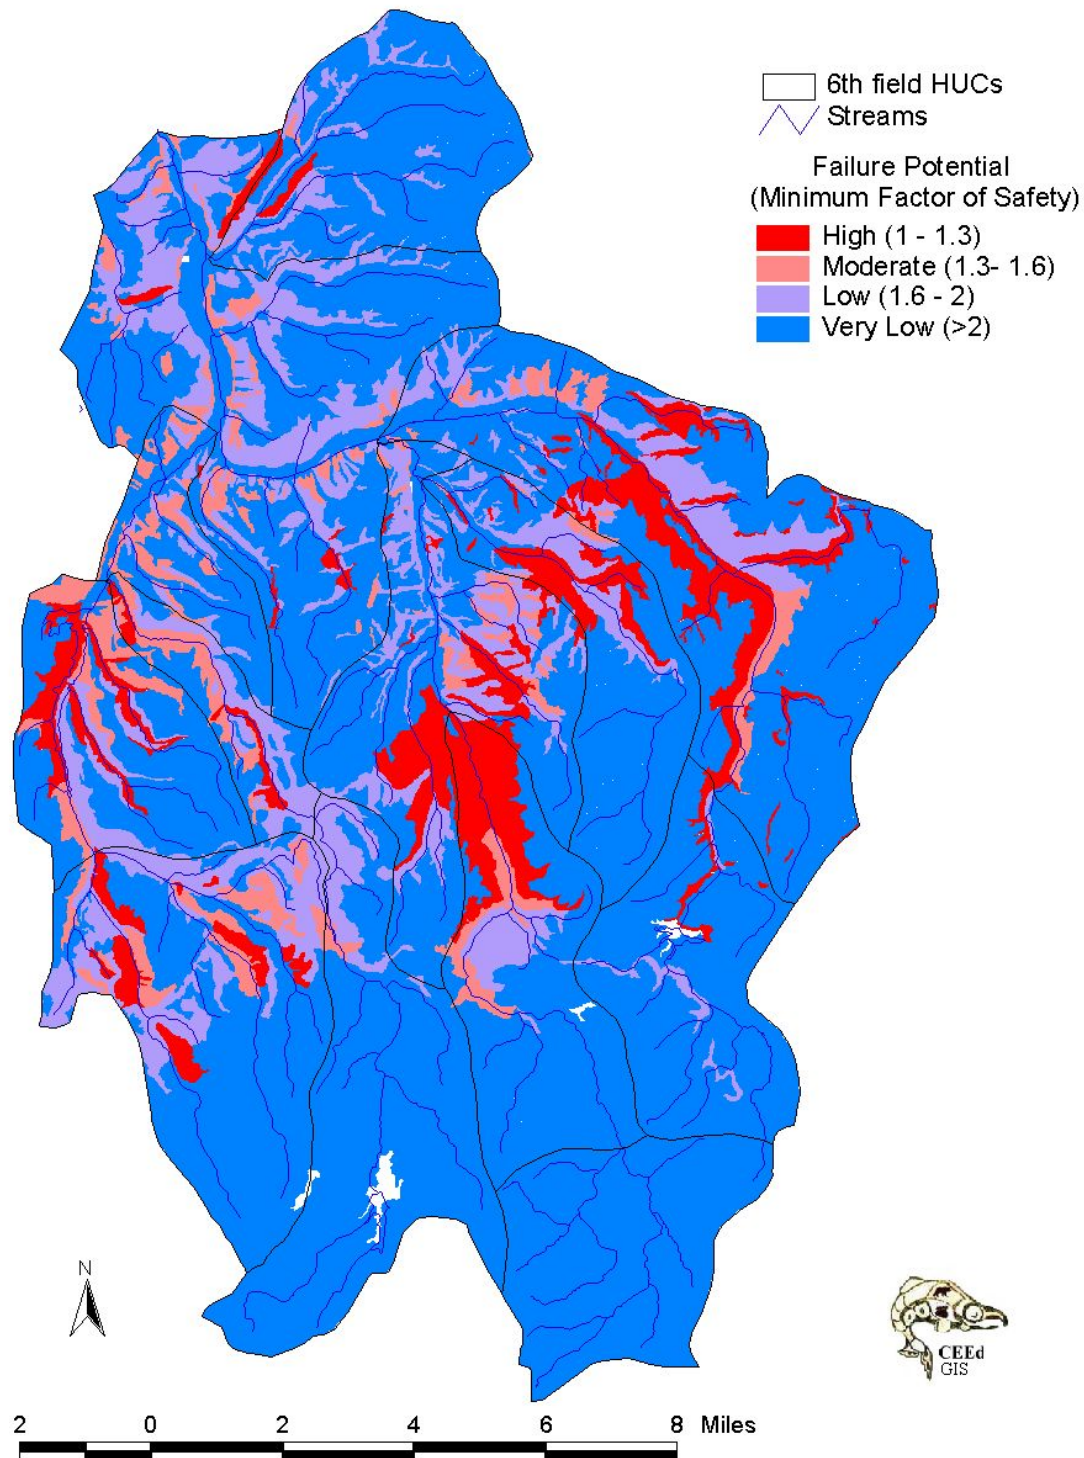 6th field HUCs
Streams
Failure Potential
(Minimum Factor of Safety)
High (1 - 1.3)
Moderate (1.3- 1.6)
Low (1.6 - 2)
Very Low (>2)
N
CEEd
GIS
2 0 2 4 6 8 Miles